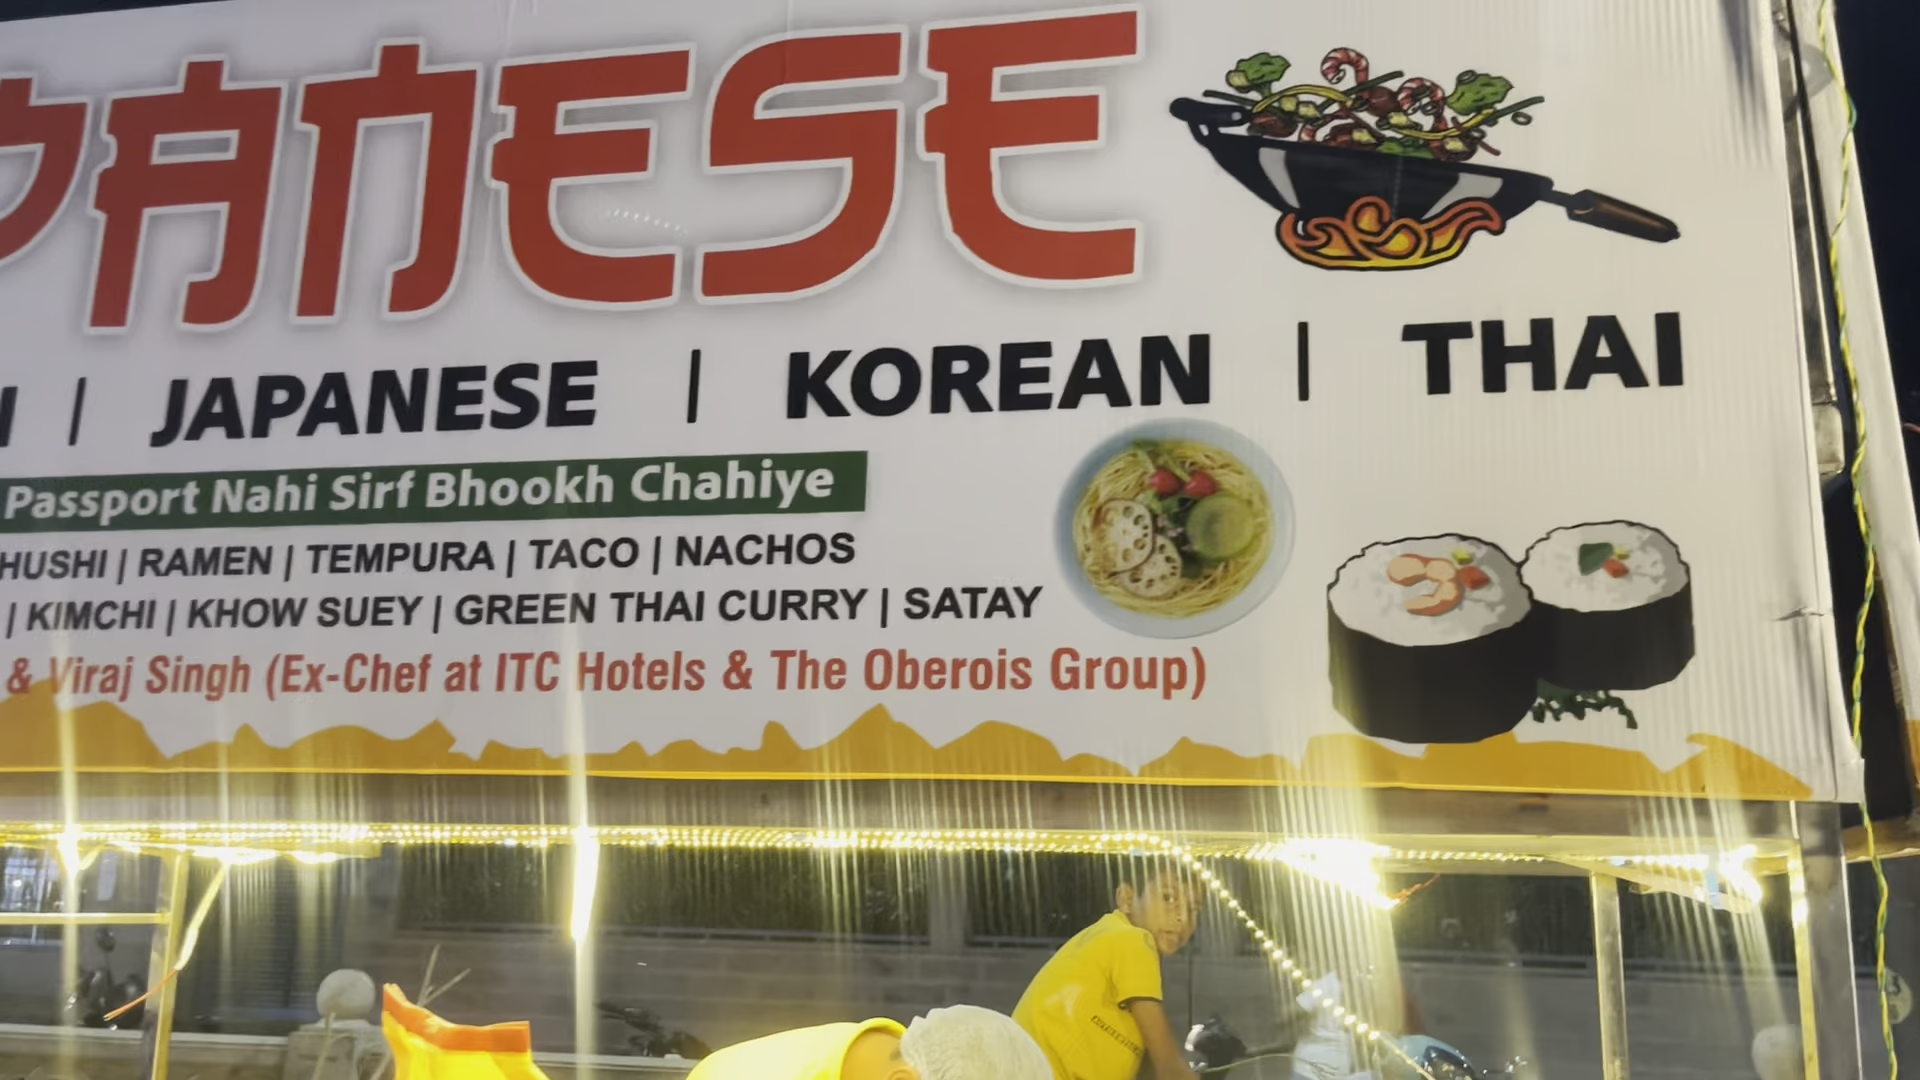 PANESE
| JAPANESE | KOREAN | THAI
Passport Nahi Sirf Bhookh Chahiye
HUSHI | RAMEN | TEMPURA | TACO | NACHOS
| KIMCHI | KHOW SUEY | GREEN THAI CURRY | SATAY
& Viraj Singh (Ex-Chef at ITC Hotels & The Oberois Group)